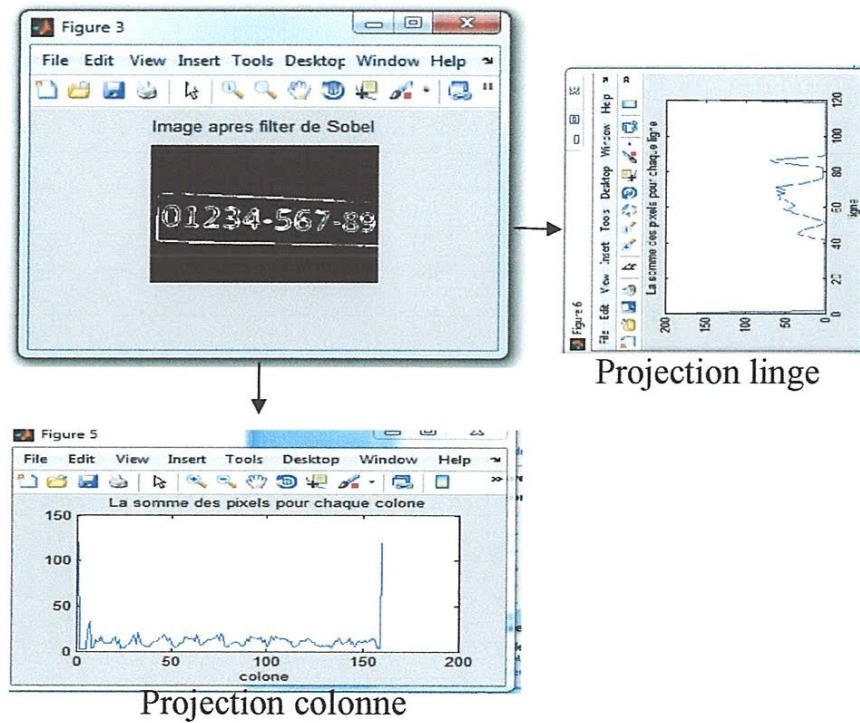 Figure 3
File Edit View Insert Tools Desktop Window Help
Image apres filter de Sobel
01234-567-89
Figure 6
File Edit View Insert Tools Desktop Window Help
La somme des pixels pour chaque ligne
200
150
100
50
0
0 20 40 60 80 100 120
ligne
Projection linge
Figure 5
File Edit View Insert Tools Desktop Window Help
La somme des pixels pour chaque colone
150
100
50
0
0 50 100 150 200
colone
Projection colonne